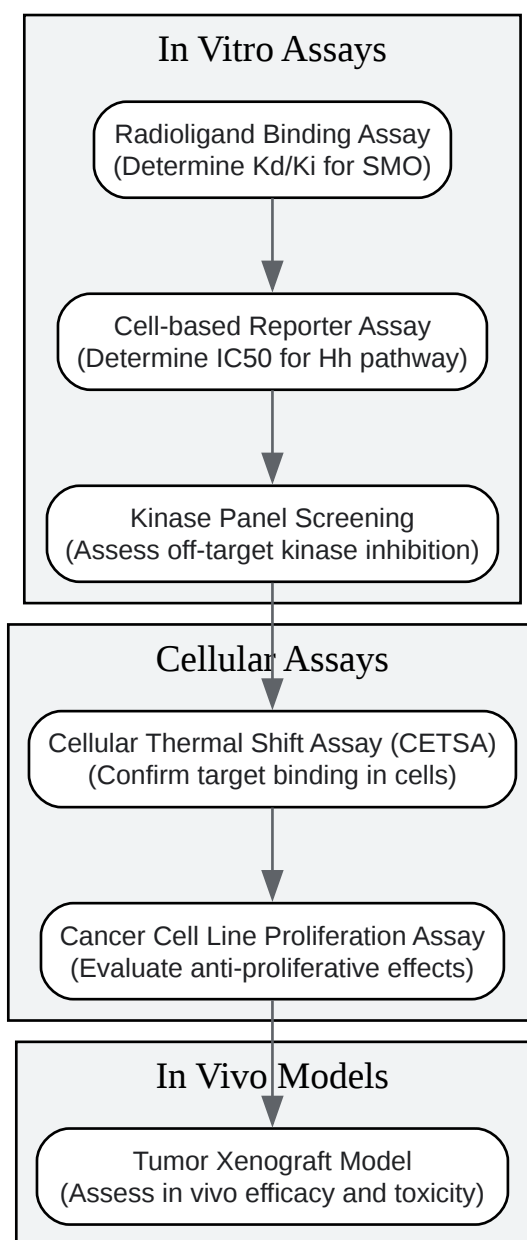 In Vitro Assays
Radioligand Binding Assay
(Determine Kd/Ki for SMO)
Cell-based Reporter Assay
(Determine IC50 for Hh pathway)
Kinase Panel Screening
(Assess off-target kinase inhibition)
Cellular Assays
Cellular Thermal Shift Assay (CETSA)
(Confirm target binding in cells)
Cancer Cell Line Proliferation Assay
(Evaluate anti-proliferative effects)
In Vivo Models
Tumor Xenograft Model
(Assess in vivo efficacy and toxicity)